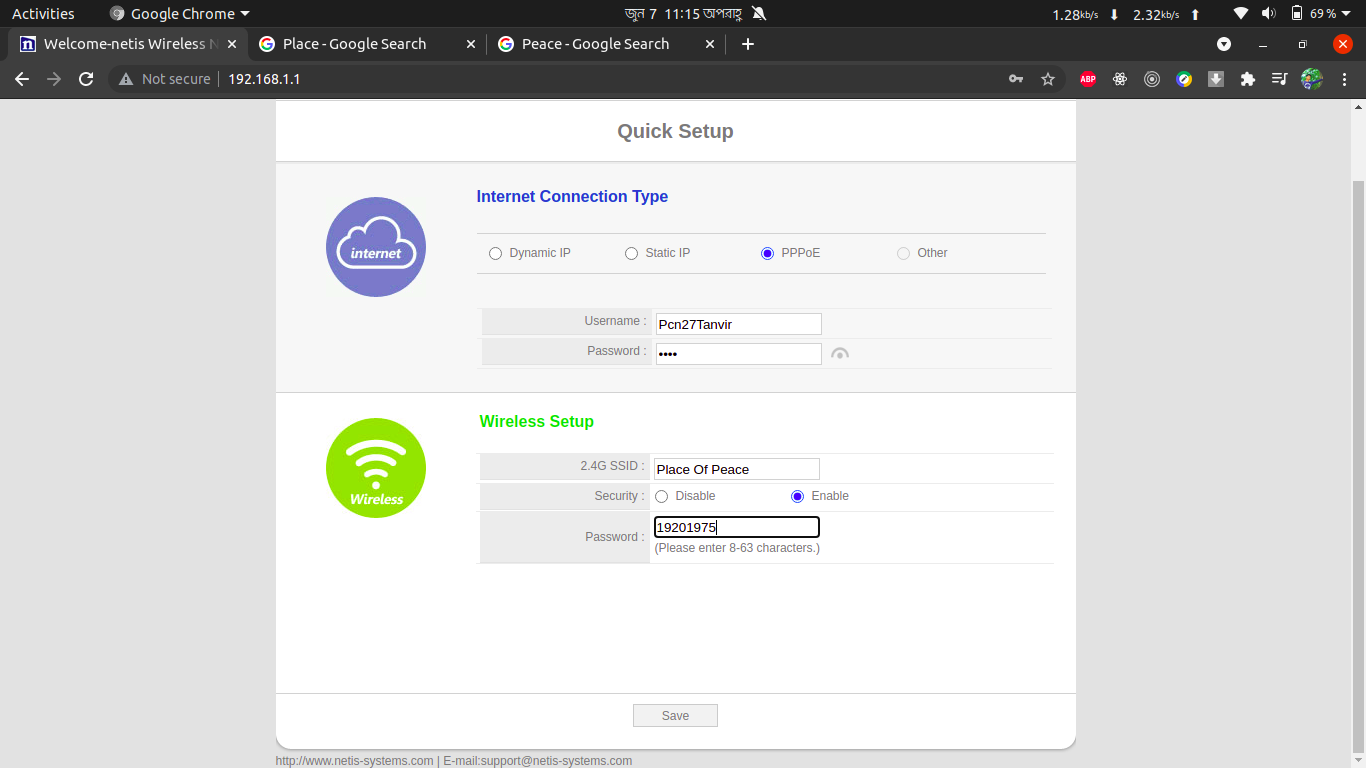 Activities Google Chrome জুন 7 11:15 অপরাহ্ণ 1.28kb/s 2.32kb/s 69 %
Welcome-netis Wireless N Place - Google Search Peace - Google Search
Not secure 192.168.1.1 ABP
Quick Setup
Internet Connection Type
internet
Dynamic IP Static IP PPPoE Other
Username : Pcn27Tanvir
Password : ••••
Wireless Setup
Wireless
2.4G SSID : Place Of Peace
Security : Disable Enable
Password : 19201975
(Please enter 8-63 characters.)
Save
http://www.netis-systems.com | E-mail:support@netis-systems.com